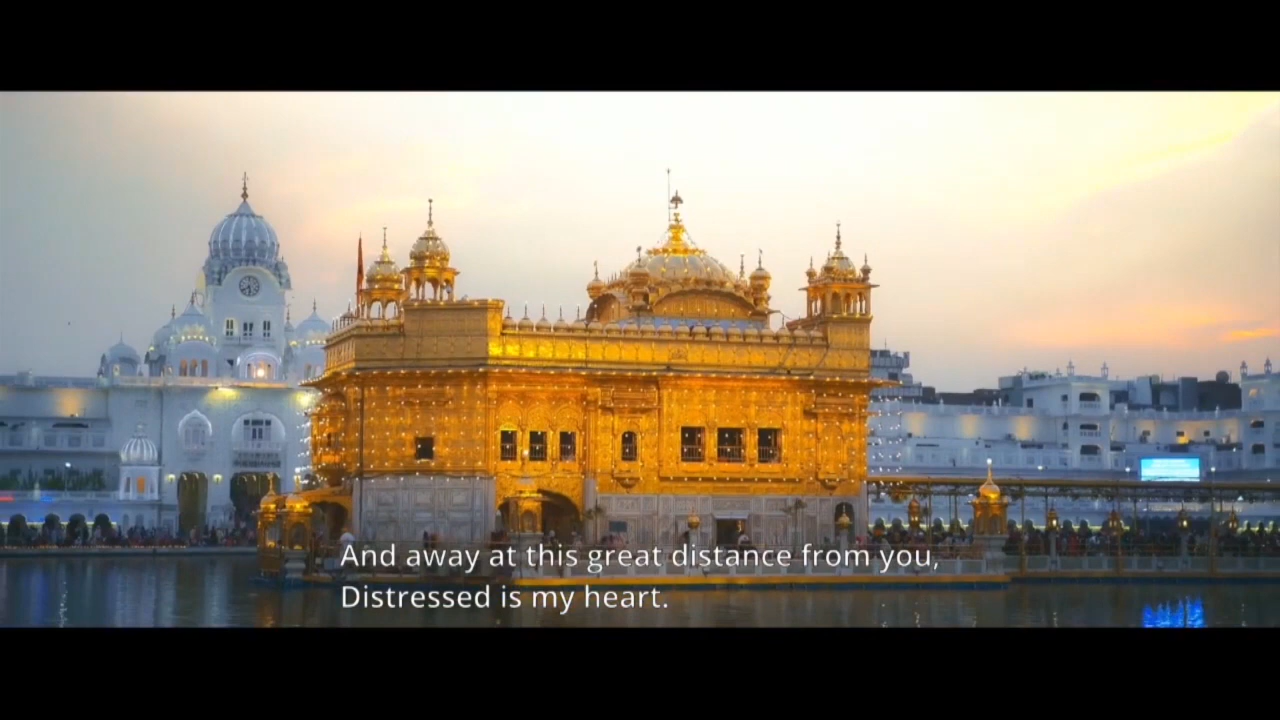 And away at this great distance from you,
Distressed is my heart.